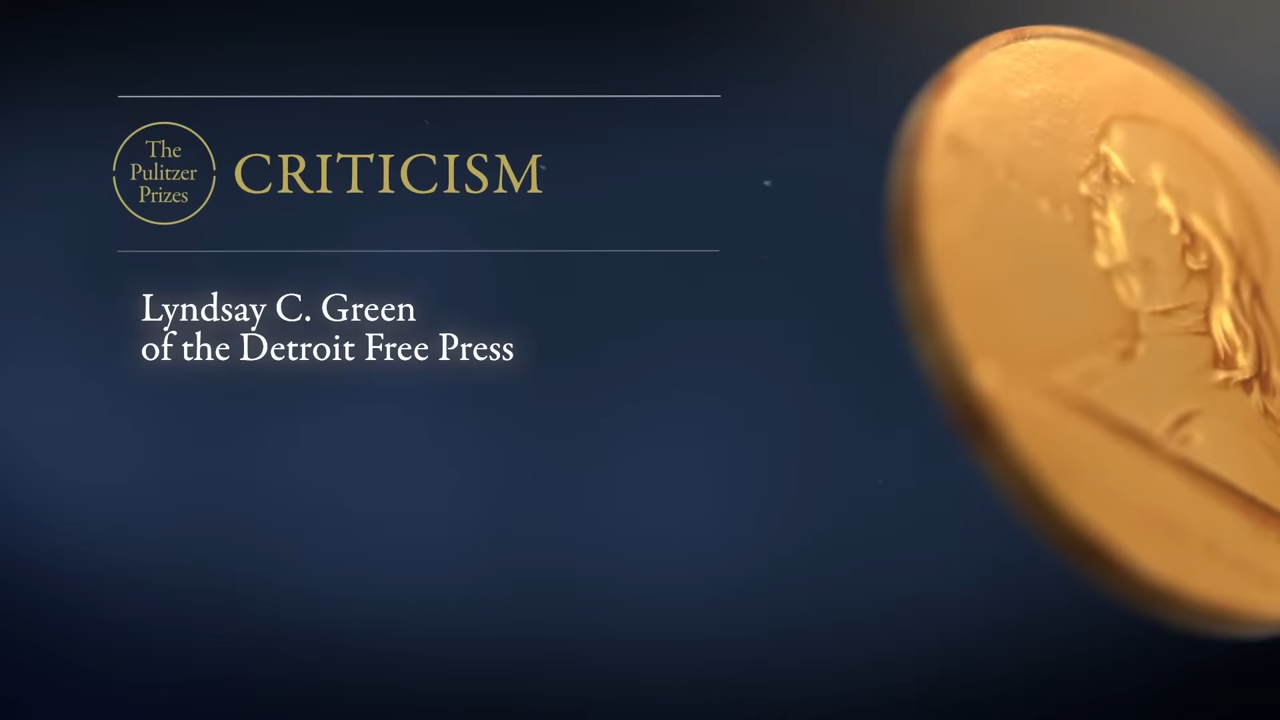 The
Pulitzer
Prizes
CRITICISM
Lyndsay C. Green
of the Detroit Free Press